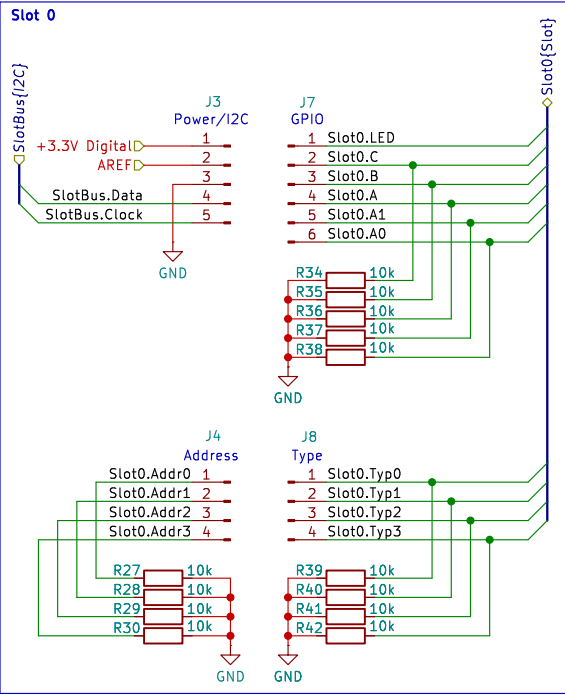 Slot 0
SlotBus{I2C}
Slot0{Slot}
J3
Power/I2C
+3.3V Digital
AREF
SlotBus.Data
SlotBus.Clock
1
2
3
4
5
GND
J7
GPIO
1 Slot0.LED
2 Slot0.C
3 Slot0.B
4 Slot0.A
5 Slot0.A1
6 Slot0.A0
R34 10k
R35 10k
R36 10k
R37 10k
R38 10k
GND
J4
Address
Slot0.Addr0 1
Slot0.Addr1 2
Slot0.Addr2 3
Slot0.Addr3 4
R27 10k
R28 10k
R29 10k
R30 10k
GND
J8
Type
1 Slot0.Typ0
2 Slot0.Typ1
3 Slot0.Typ2
4 Slot0.Typ3
R39 10k
R40 10k
R41 10k
R42 10k
GND